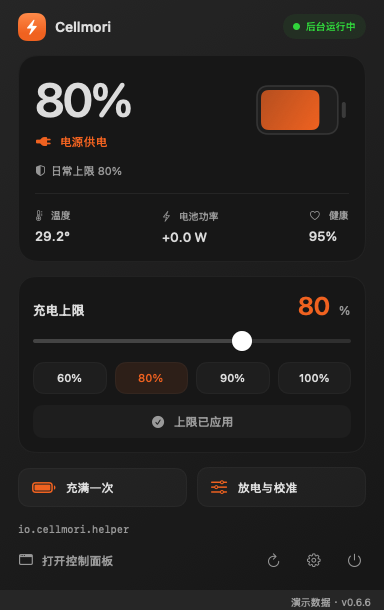 Cellmori
后台运行中
80%
电源供电
日常上限 80%
温度
电池功率
健康
29.2°
+0.0 W
95%
充电上限
80 %
60%
80%
90%
100%
上限已应用
充满一次
放电与校准
io.cellmori.helper
打开控制面板
演示数据 · v0.6.6